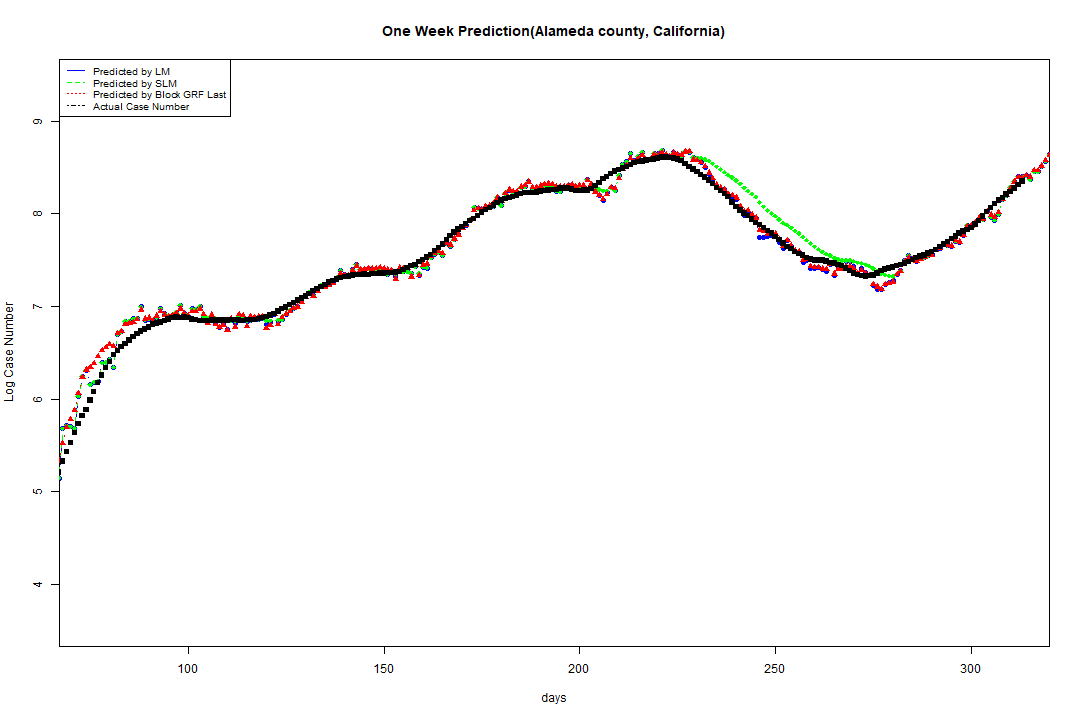 One Week Prediction(Alameda county, California)
Predicted by LM
Predicted by SLM
Predicted by Block GRF Last
Actual Case Number
9
8
7
6
5
4
Log Case Number
100
150
200
250
300
days